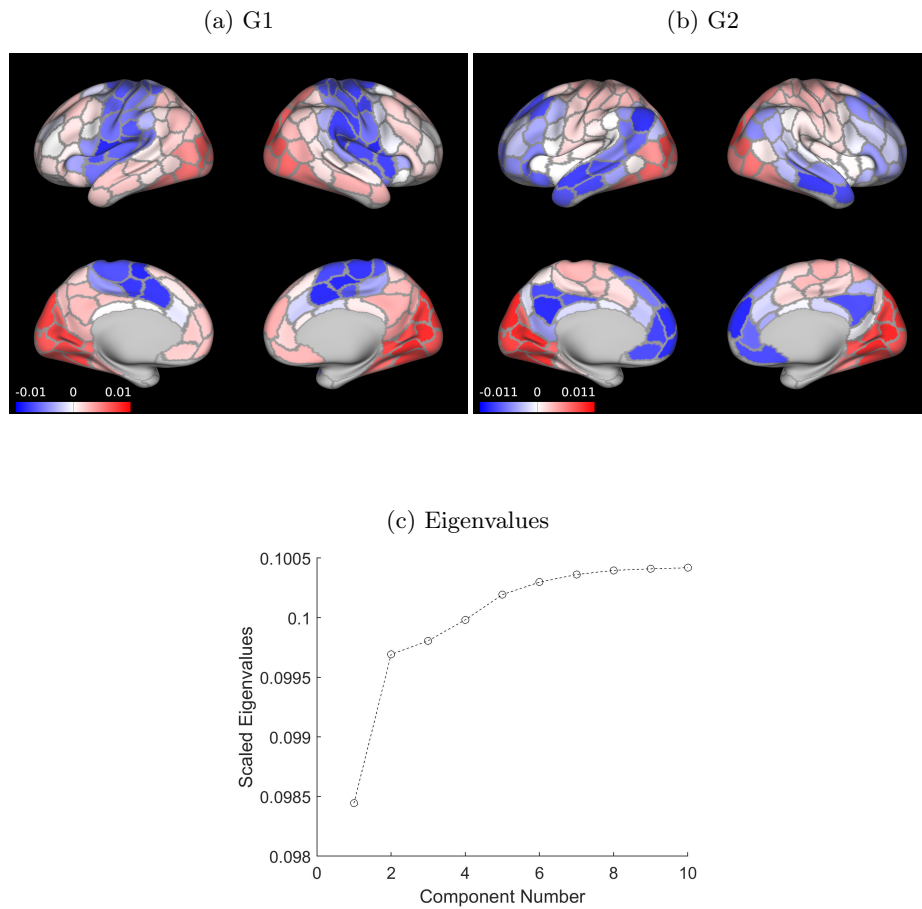 (a) G1
(b) G2
-0.01 0 0.01
-0.011 0 0.011
(c) Eigenvalues
0.1005
0.1
0.0995
0.099
0.0985
0.098
Scaled Eigenvalues
0 2 4 6 8 10
Component Number